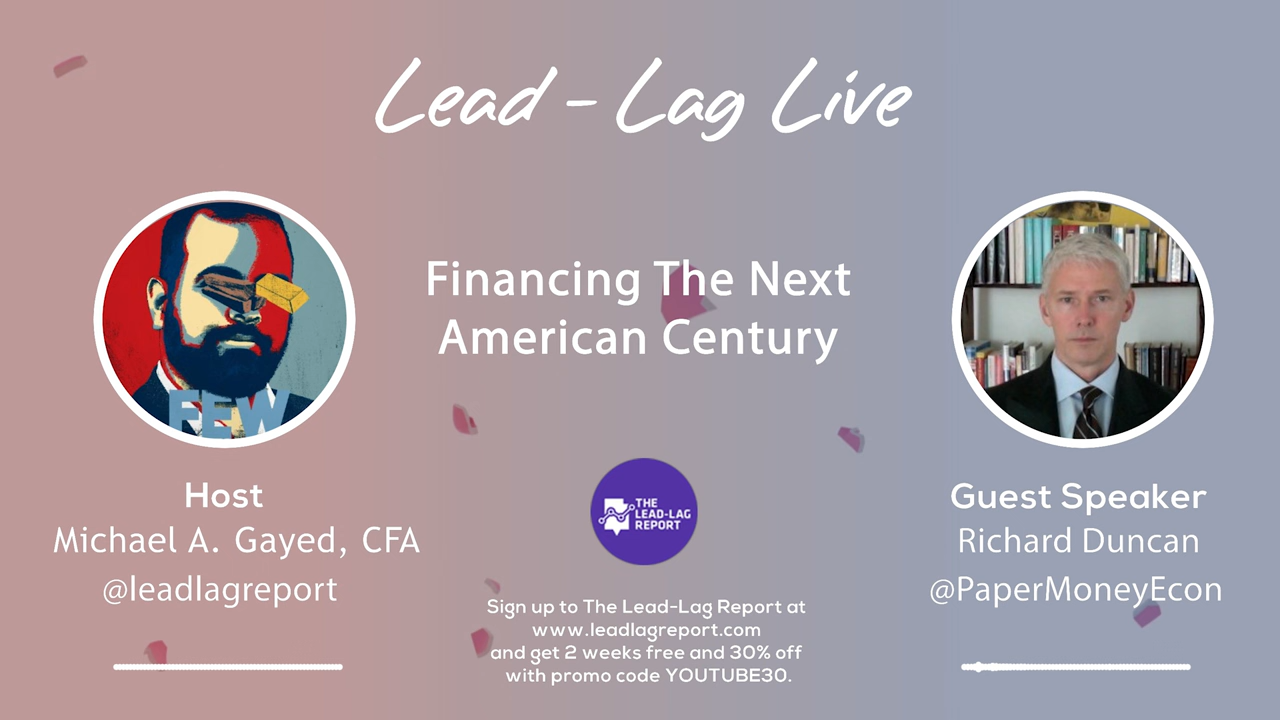 Lead - Lag Live
Financing The Next
American Century
FEW
Host
Michael A. Gayed, CFA
@leadlagreport
THE
LEAD-LAG
REPORT
Guest Speaker
Richard Duncan
@PaperMoneyEcon
Sign up to The Lead-Lag Report at
www.leadlagreport.com
and get 2 weeks free and 30% off
with promo code YOUTUBE30.